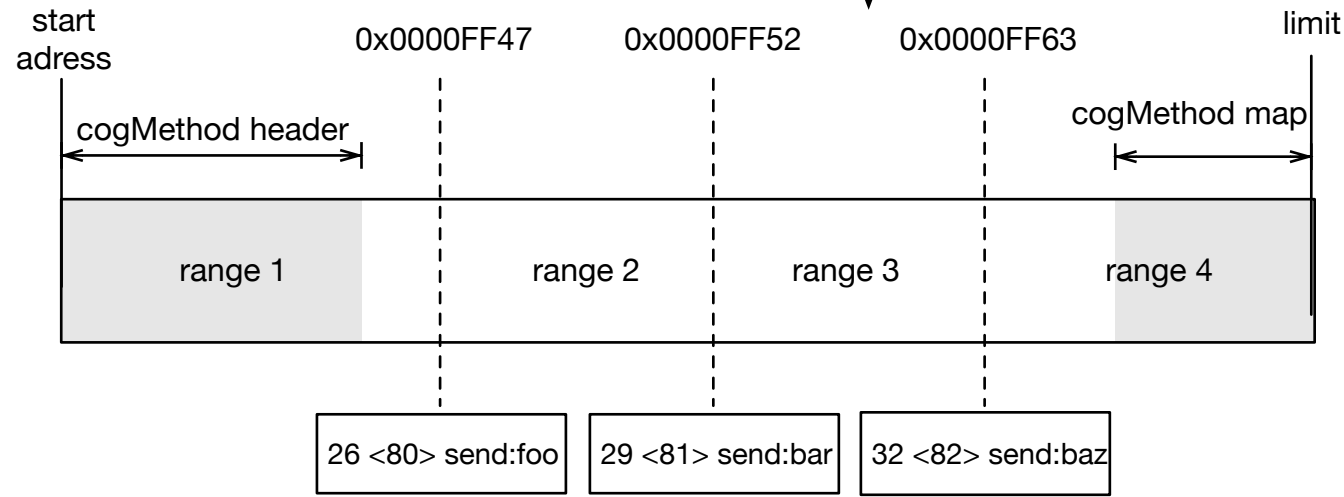 start
adress
0x0000FF47
0x0000FF52
0x0000FF63
limit
cogMethod header
cogMethod map
range 1
range 2
range 3
range 4
26 <80> send:foo
29 <81> send:bar
32 <82> send:baz